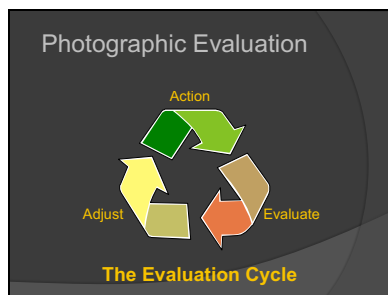 Photographic Evaluation
Action
Adjust
Evaluate
The Evaluation Cycle